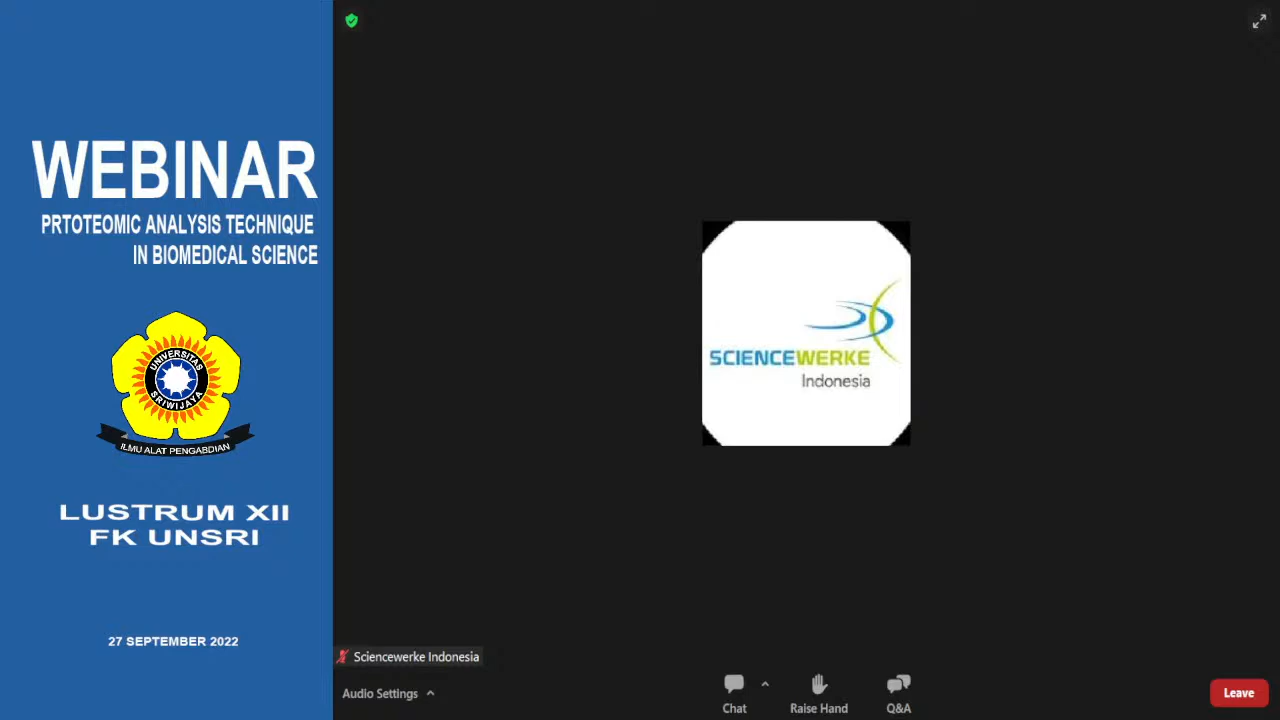 WEBINAR
PRTOTEOMIC ANALYSIS TECHNIQUE
IN BIOMEDICAL SCIENCE
UNIVERSITAS
SRIWIJAYA
ILMU ALAT PENGABDIAN
LUSTRUM XII
FK UNSRI
27 SEPTEMBER 2022
SCIENCEWERKE
Indonesia
Sciencewerke Indonesia
Audio Settings
Chat
Raise Hand
Q&A
Leave